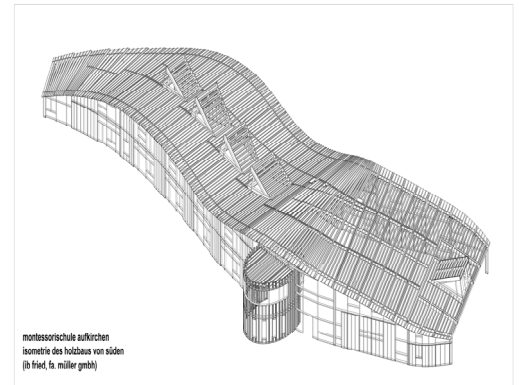 montessorischule aufkirchen
isometrie des holzbaus von süden
(ib fried, fa. müller gmbh)